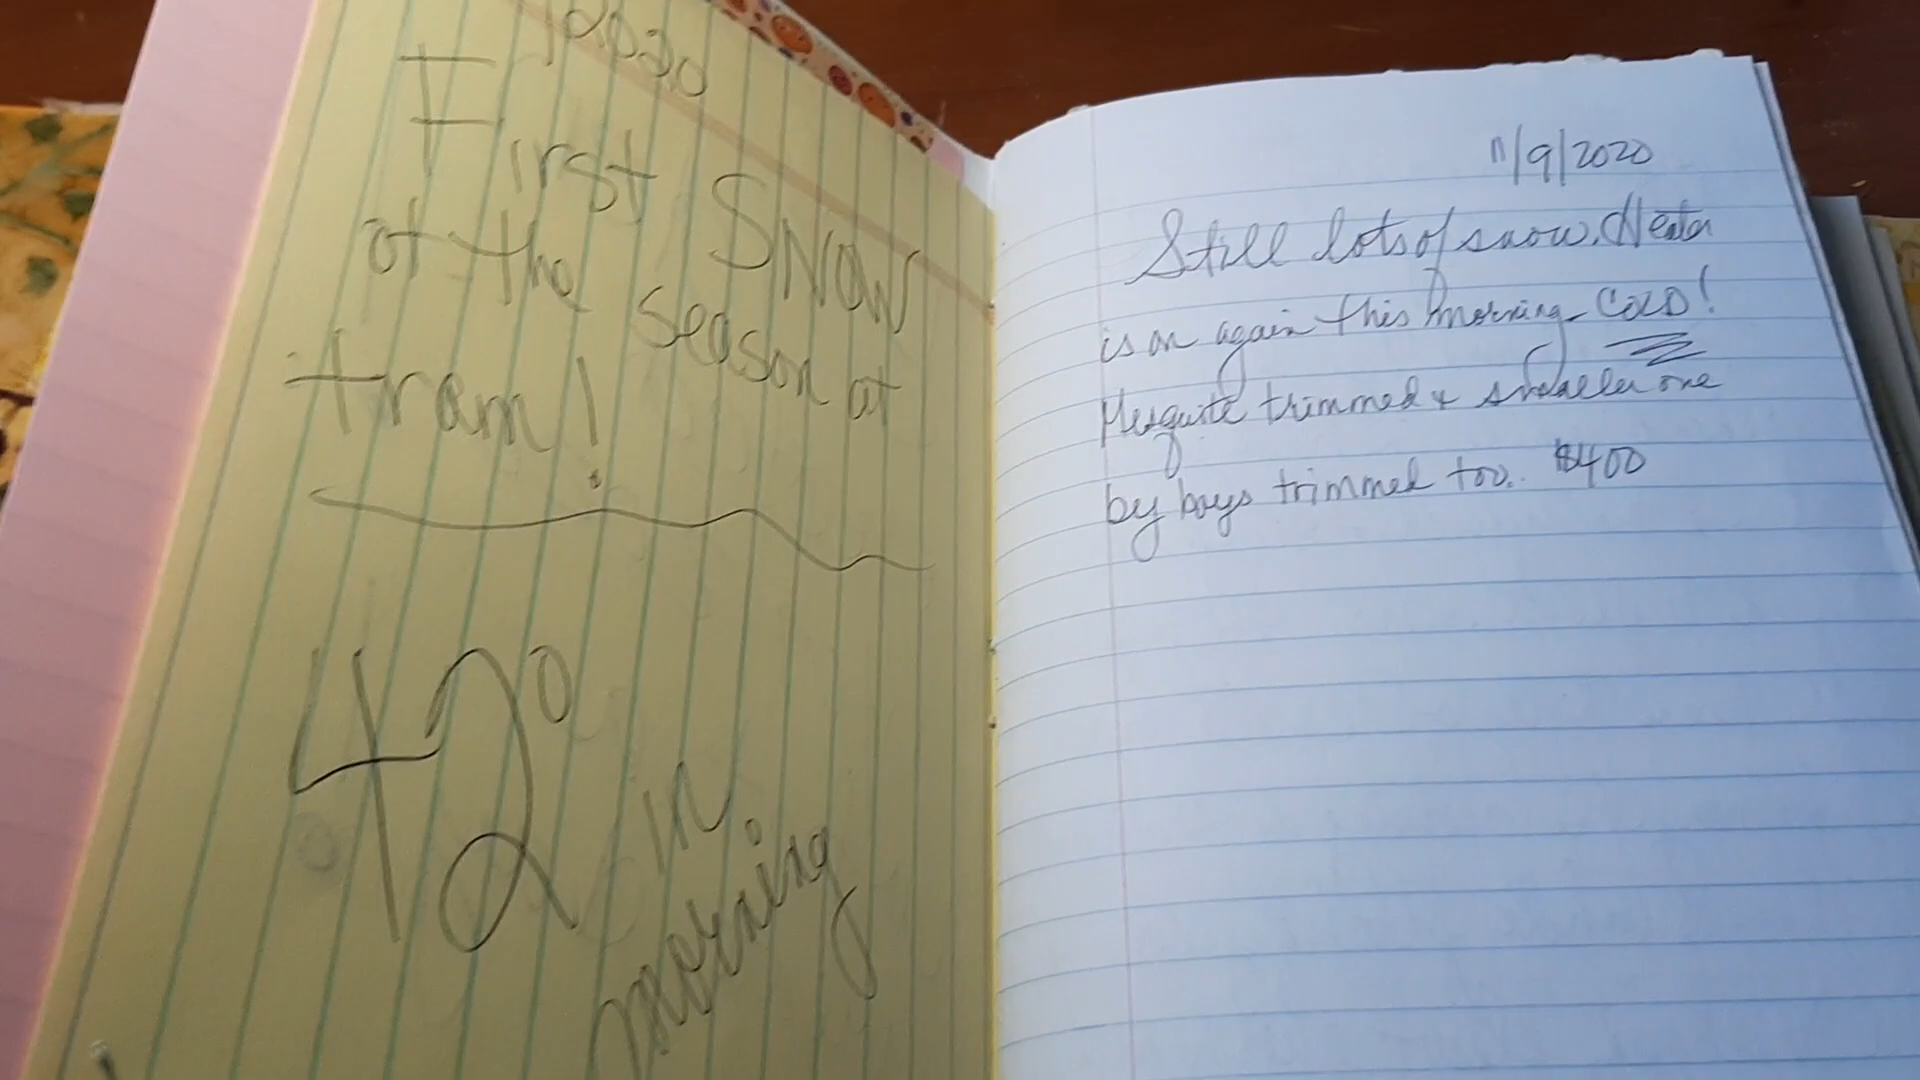 2020
First Snow
of the season at
tram!
42° in
morning
11/9/2020
Still lots of snow. Heater
is on again this morning - COLD!
Mesquite trimmed & smaller one
by boys trimmed too. $400